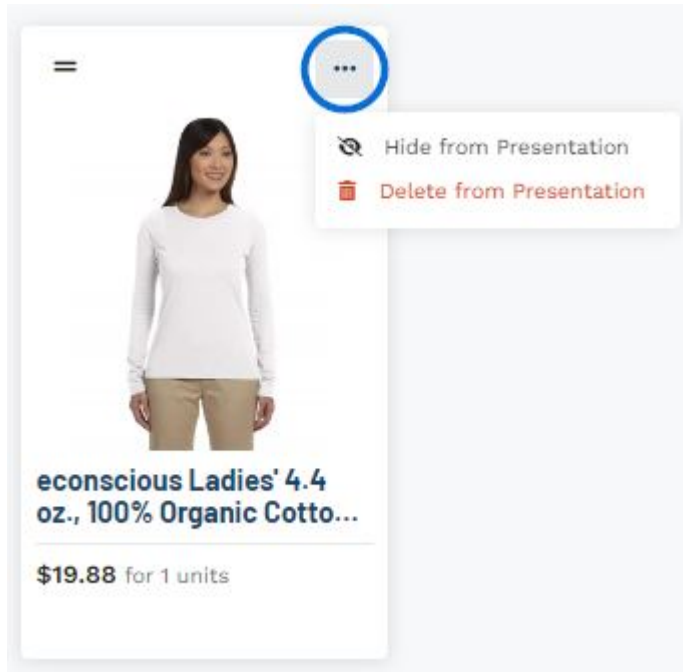 Hide from Presentation
Delete from Presentation
econscious Ladies' 4.4
oz., 100% Organic Cotto...
$19.88 for 1 units